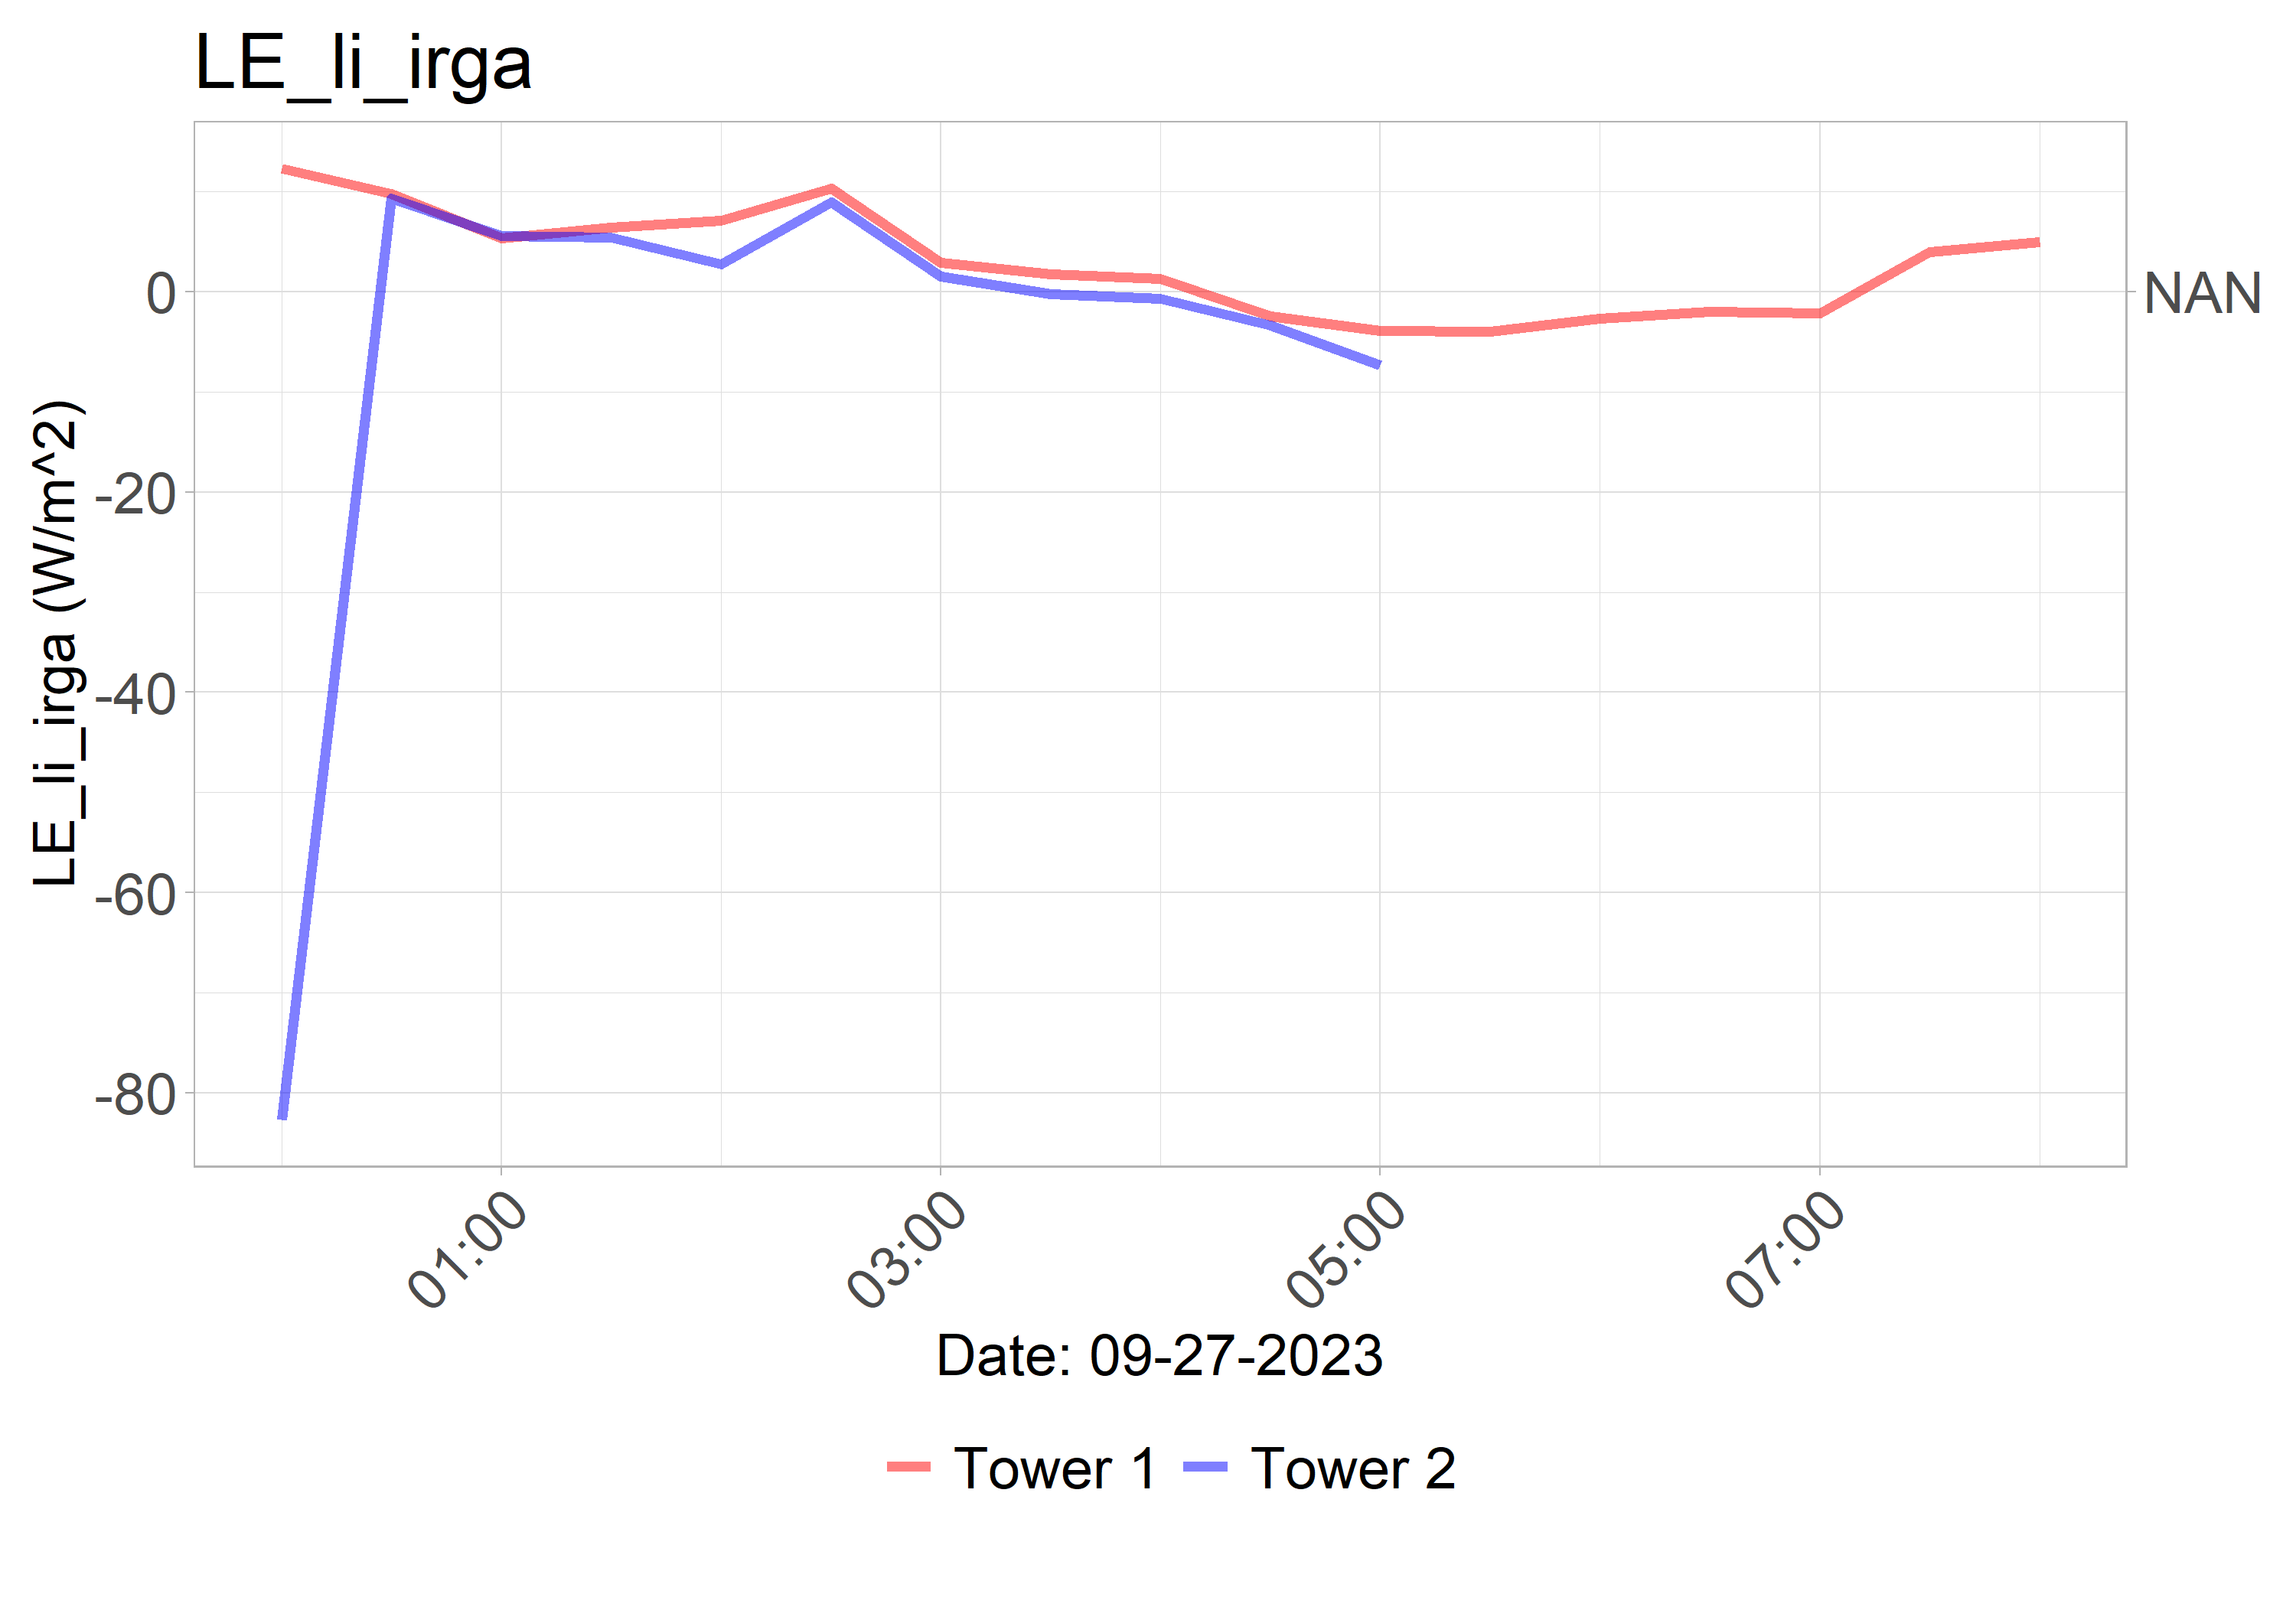 LE_li_irga
LE_li_irga (W/m^2)
0
-20
-40
-60
-80
NAN
01:00
03:00
05:00
07:00
Date: 09-27-2023
Tower 1
Tower 2